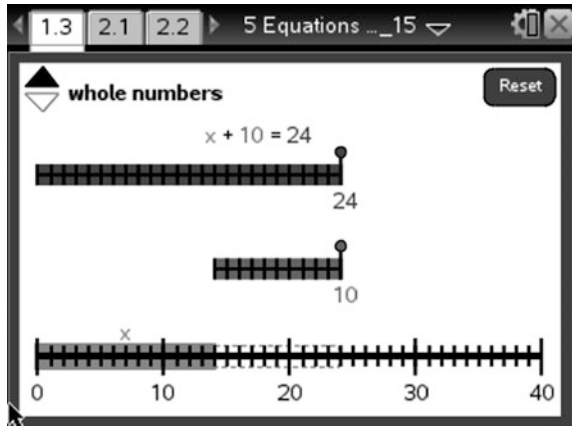 1.3 2.1 2.2 5 Equations ..._15
whole numbers
Reset
x + 10 = 24
24
10
x
0 10 20 30 40